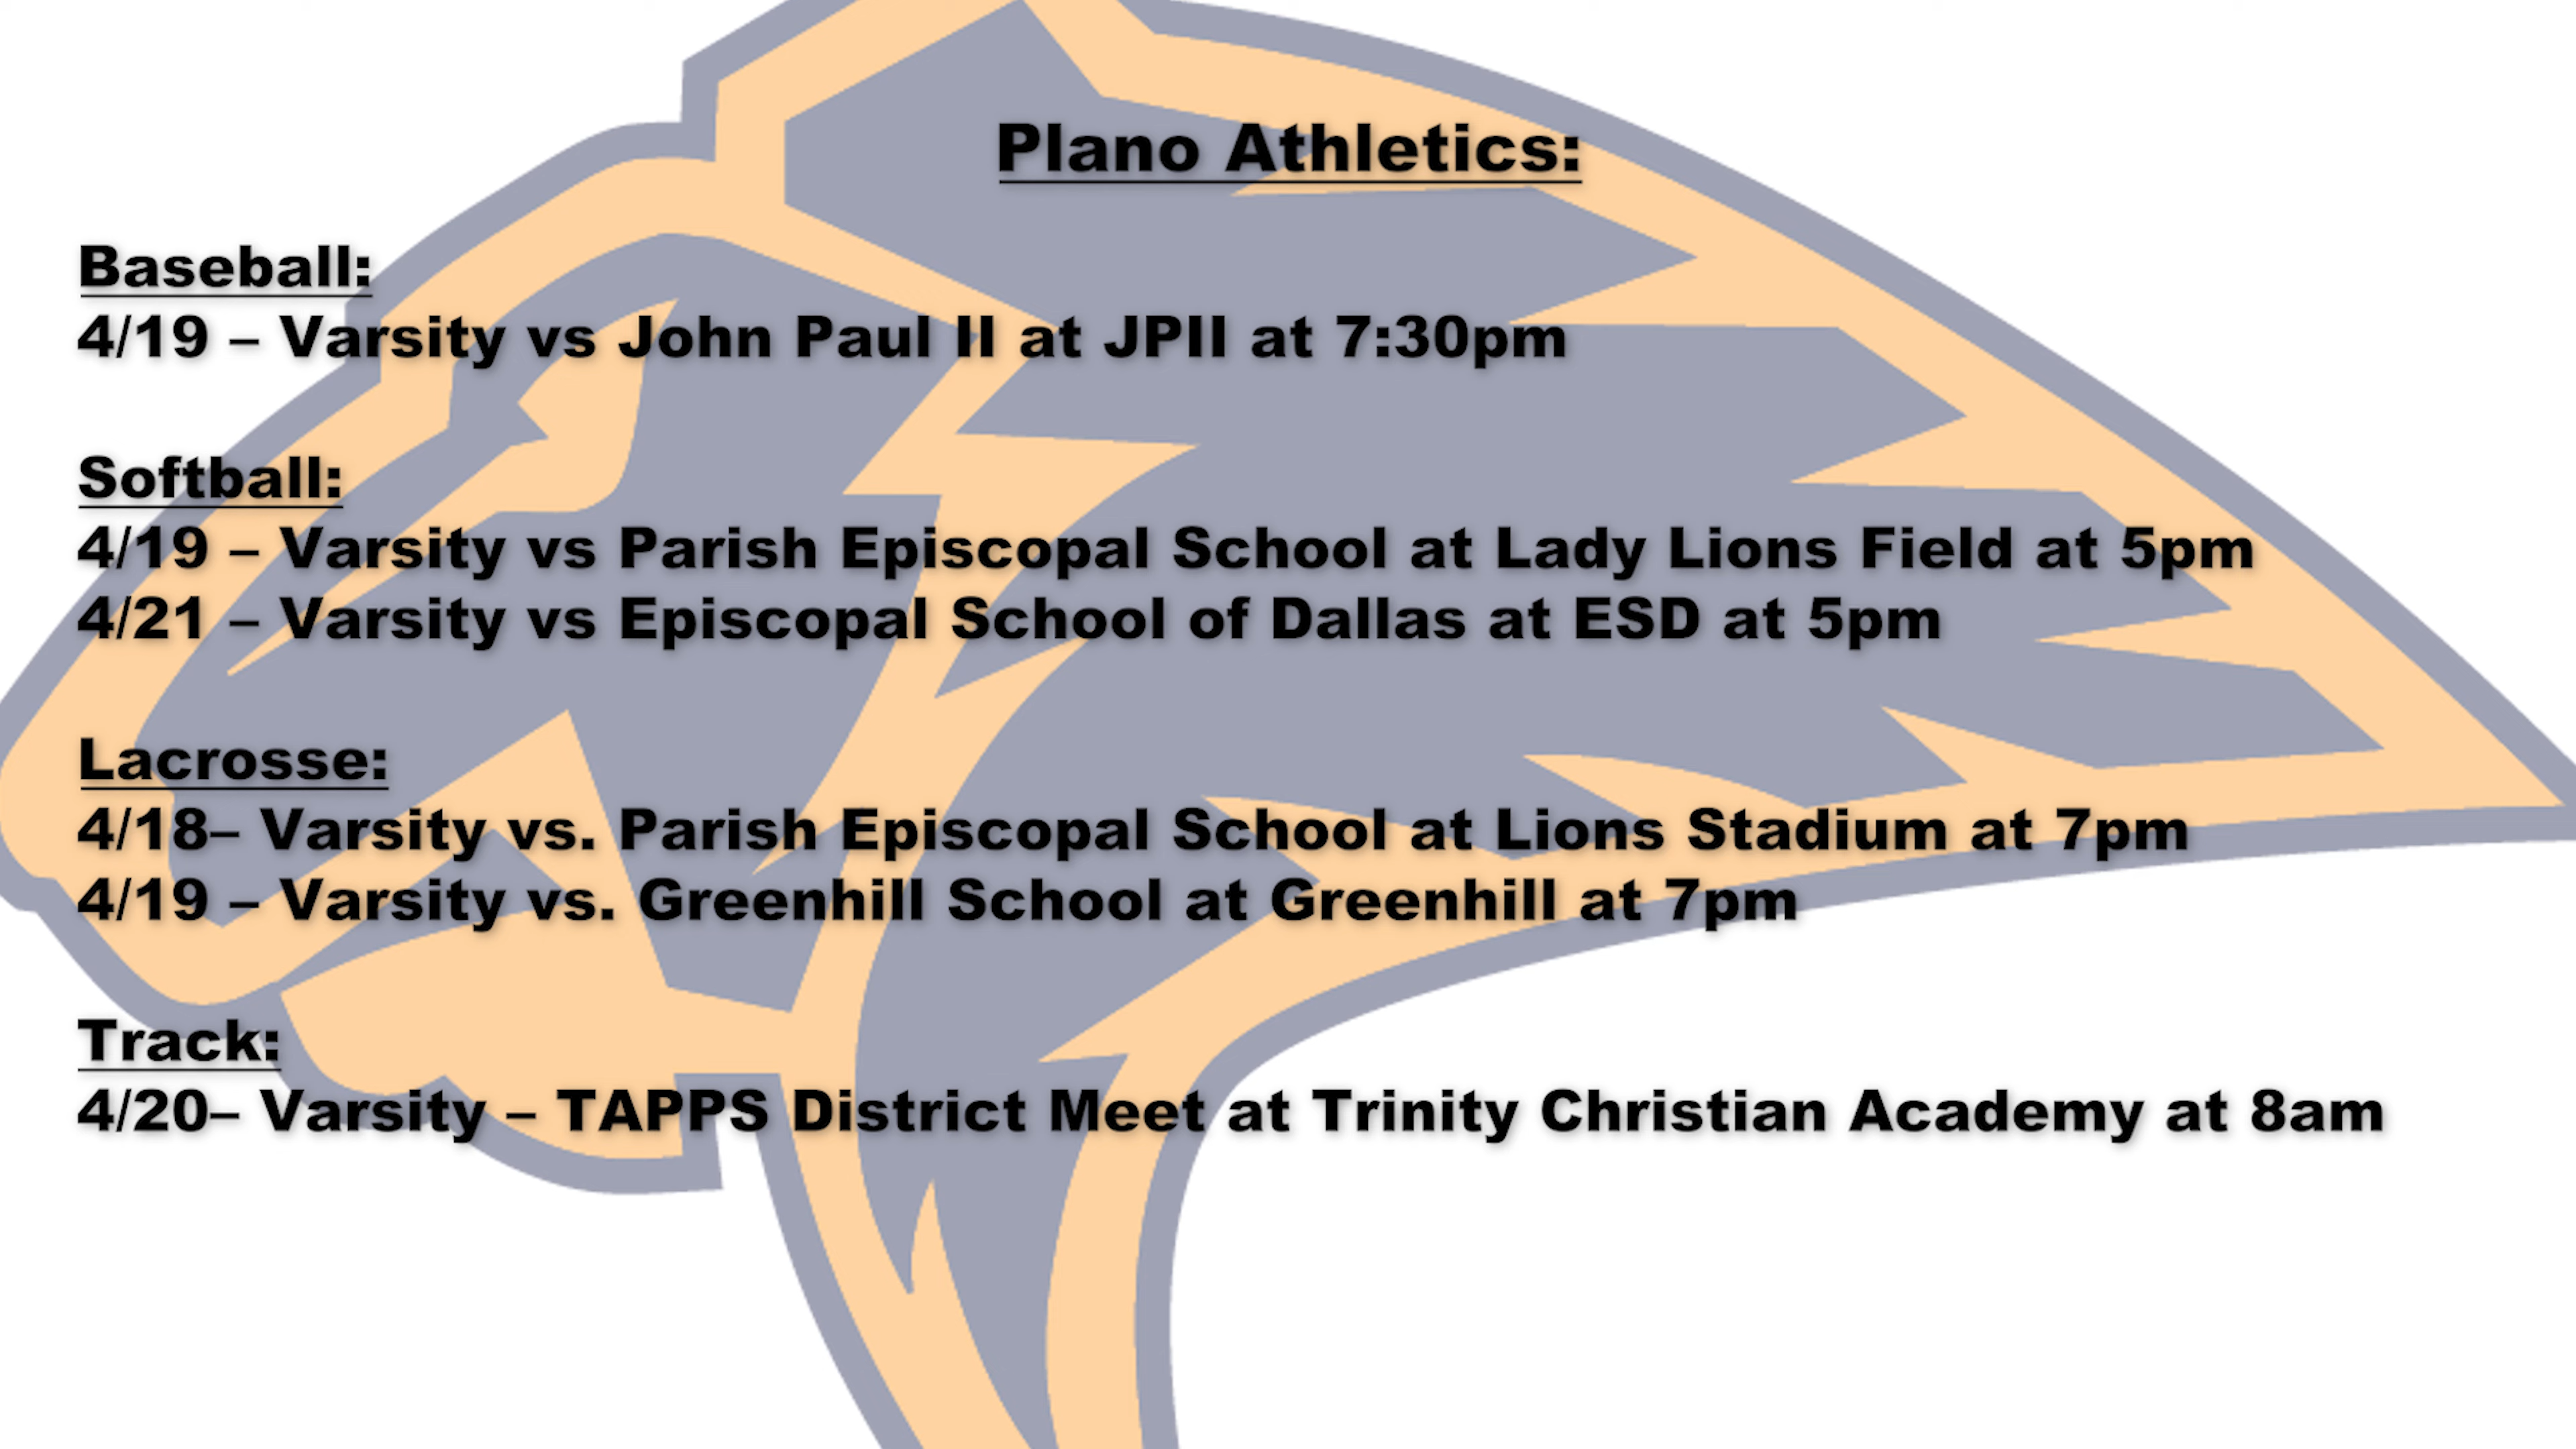 Plano Athletics:
Baseball:
4/19 – Varsity vs John Paul II at JPII at 7:30pm
Softball:
4/19 – Varsity vs Parish Episcopal School at Lady Lions Field at 5pm
4/21 – Varsity vs Episcopal School of Dallas at ESD at 5pm
Lacrosse:
4/18– Varsity vs. Parish Episcopal School at Lions Stadium at 7pm
4/19 – Varsity vs. Greenhill School at Greenhill at 7pm
Track:
4/20– Varsity – TAPPS District Meet at Trinity Christian Academy at 8am